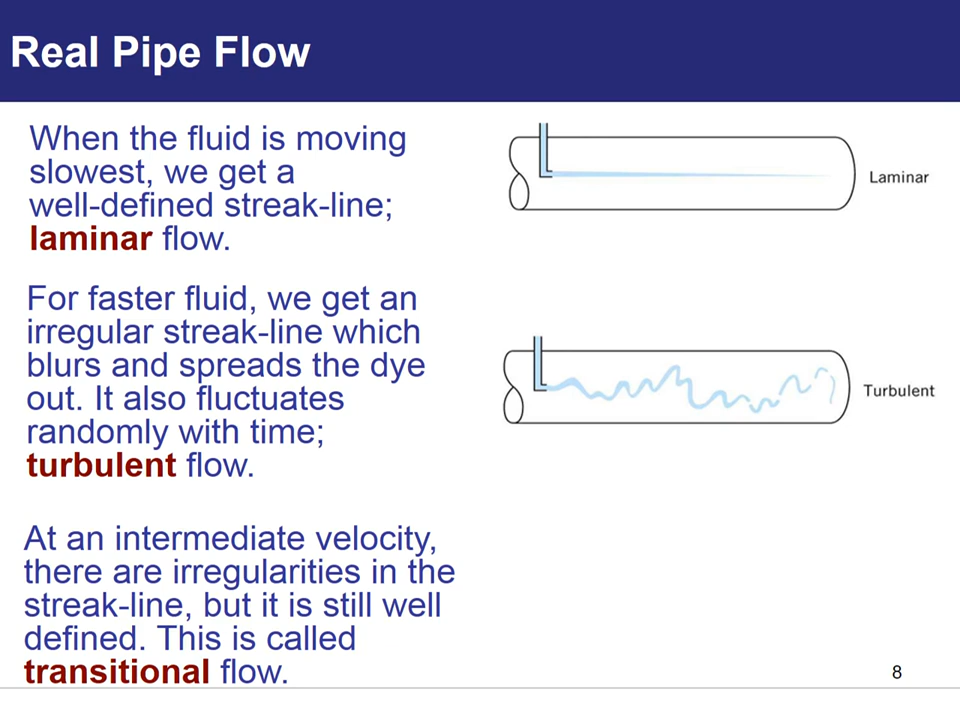 Real Pipe Flow
When the fluid is moving
slowest, we get a
well-defined streak-line;
laminar flow.
Laminar
For faster fluid, we get an
irregular streak-line which
blurs and spreads the dye
out. It also fluctuates
randomly with time;
turbulent flow.
Turbulent
At an intermediate velocity,
there are irregularities in the
streak-line, but it is still well
defined. This is called
transitional flow.
8